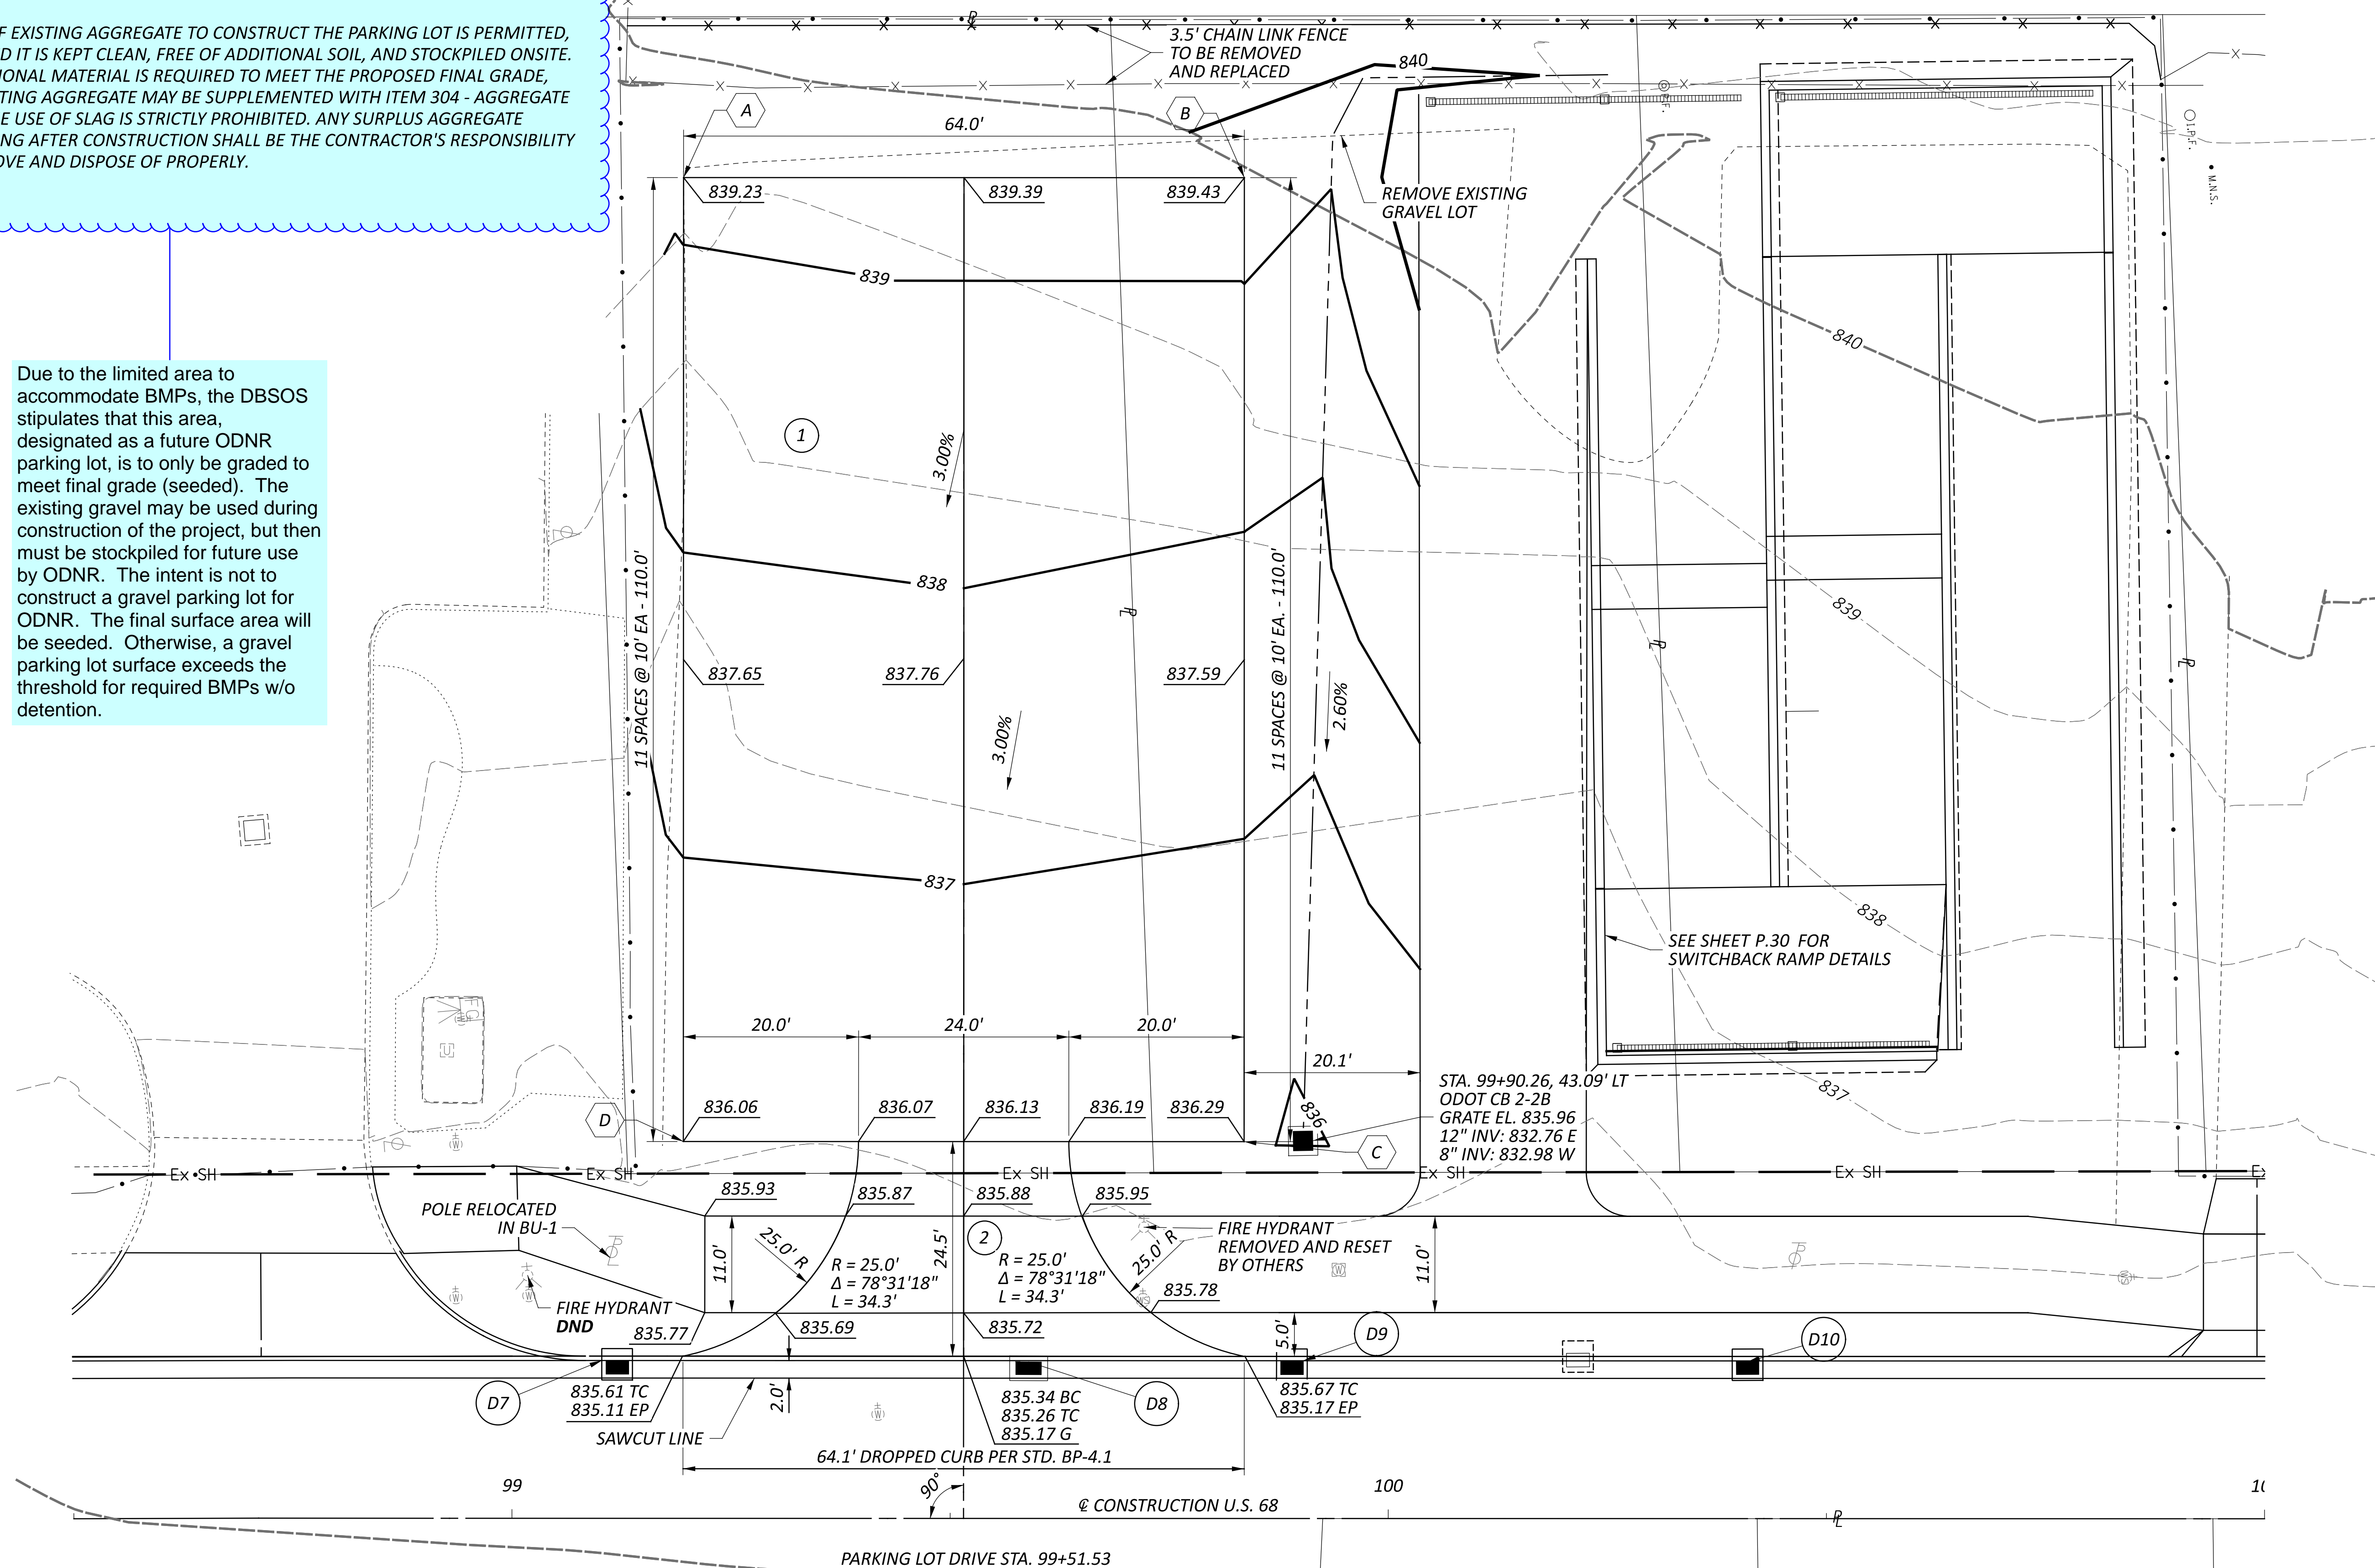 F EXISTING AGGREGATE TO CONSTRUCT THE PARKING LOT IS PERMITTED,
D IT IS KEPT CLEAN, FREE OF ADDITIONAL SOIL, AND STOCKPILED ONSITE.
IONAL MATERIAL IS REQUIRED TO MEET THE PROPOSED FINAL GRADE,
TING AGGREGATE MAY BE SUPPLEMENTED WITH ITEM 304 - AGGREGATE
E USE OF SLAG IS STRICTLY PROHIBITED. ANY SURPLUS AGGREGATE
NG AFTER CONSTRUCTION SHALL BE THE CONTRACTOR'S RESPONSIBILITY
OVE AND DISPOSE OF PROPERLY.
Due to the limited area to
accommodate BMPs, the DBSOS
stipulates that this area,
designated as a future ODNR
parking lot, is to only be graded to
meet final grade (seeded).  The
existing gravel may be used during
construction of the project, but then
must be stockpiled for future use
by ODNR.  The intent is not to
construct a gravel parking lot for
ODNR.  The final surface area will
be seeded.  Otherwise, a gravel
parking lot surface exceeds the
threshold for required BMPs w/o
detention.
3.5' CHAIN LINK FENCE
TO BE REMOVED
AND REPLACED
840
A
64.0'
B
839.23
839.39
839.43
REMOVE EXISTING
GRAVEL LOT
I.P.F.
I.P.F.
M.N.S.
839
840
1
3.00%
11 SPACES @ 10' EA - 110.0'
11 SPACES @ 10' EA. - 110.0'
838
839
837.65
837.76
837.59
3.00%
2.60%
837
838
SEE SHEET P.30  FOR
SWITCHBACK RAMP DETAILS
20.0'
24.0'
20.0'
20.1'
837
D
836.06
836.07
836.13
836.19
836.29
836
C
STA. 99+90.26, 43.09' LT
ODOT CB 2-2B
GRATE EL. 835.96
12" INV: 832.76 E
8" INV: 832.98 W
Ex SH
Ex SH
Ex SH
Ex SH
Ex SH
POLE RELOCATED
IN BU-1
835.93
835.87
835.88
835.95
11.0'
25.0' R
24.5'
2
25.0' R
11.0'
R = 25.0'
Δ = 78°31'18"
L = 34.3'
R = 25.0'
Δ = 78°31'18"
L = 34.3'
FIRE HYDRANT
REMOVED AND RESET
BY OTHERS
FIRE HYDRANT
DND
835.77
835.69
835.72
835.78
5.0'
D9
D10
D7
835.61 TC
835.11 EP
2.0'
835.34 BC
835.26 TC
835.17 G
D8
835.67 TC
835.17 EP
SAWCUT LINE
64.1' DROPPED CURB PER STD. BP-4.1
99
90°
100
℄ CONSTRUCTION U.S. 68
PARKING LOT DRIVE STA. 99+51.53